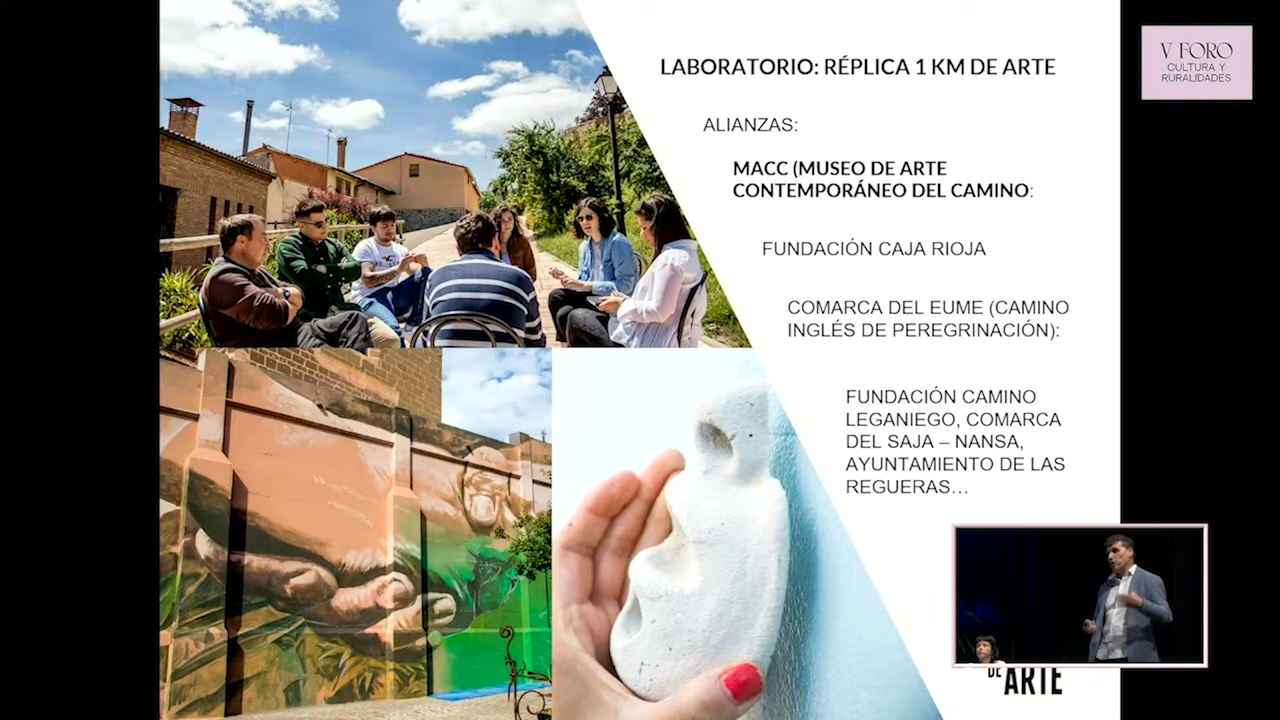 V FORO
CULTURA Y
RURALIDADES
LABORATORIO: RÉPLICA 1 KM DE ARTE
ALIANZAS:
MACC (MUSEO DE ARTE
CONTEMPORÁNEO DEL CAMINO:
FUNDACIÓN CAJA RIOJA
COMARCA DEL EUME (CAMINO
INGLÉS DE PEREGRINACIÓN):
FUNDACIÓN CAMINO
LEGANIEGO, COMARCA
DEL SAJA – NANSA,
AYUNTAMIENTO DE LAS
REGUERAS...
DE ARTE